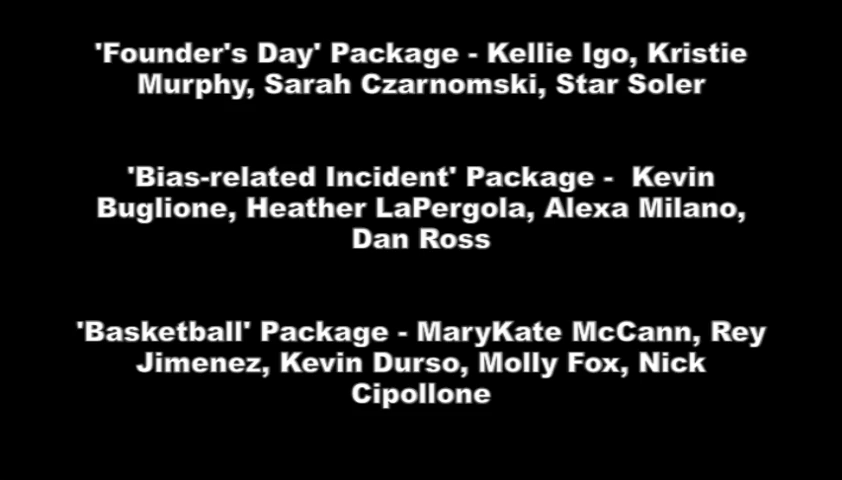 'Founder's Day' Package - Kellie Igo, Kristie
Murphy, Sarah Czarnomski, Star Soler
'Bias-related Incident' Package -  Kevin
Buglione, Heather LaPergola, Alexa Milano,
Dan Ross
'Basketball' Package - MaryKate McCann, Rey
Jimenez, Kevin Durso, Molly Fox, Nick
Cipollone